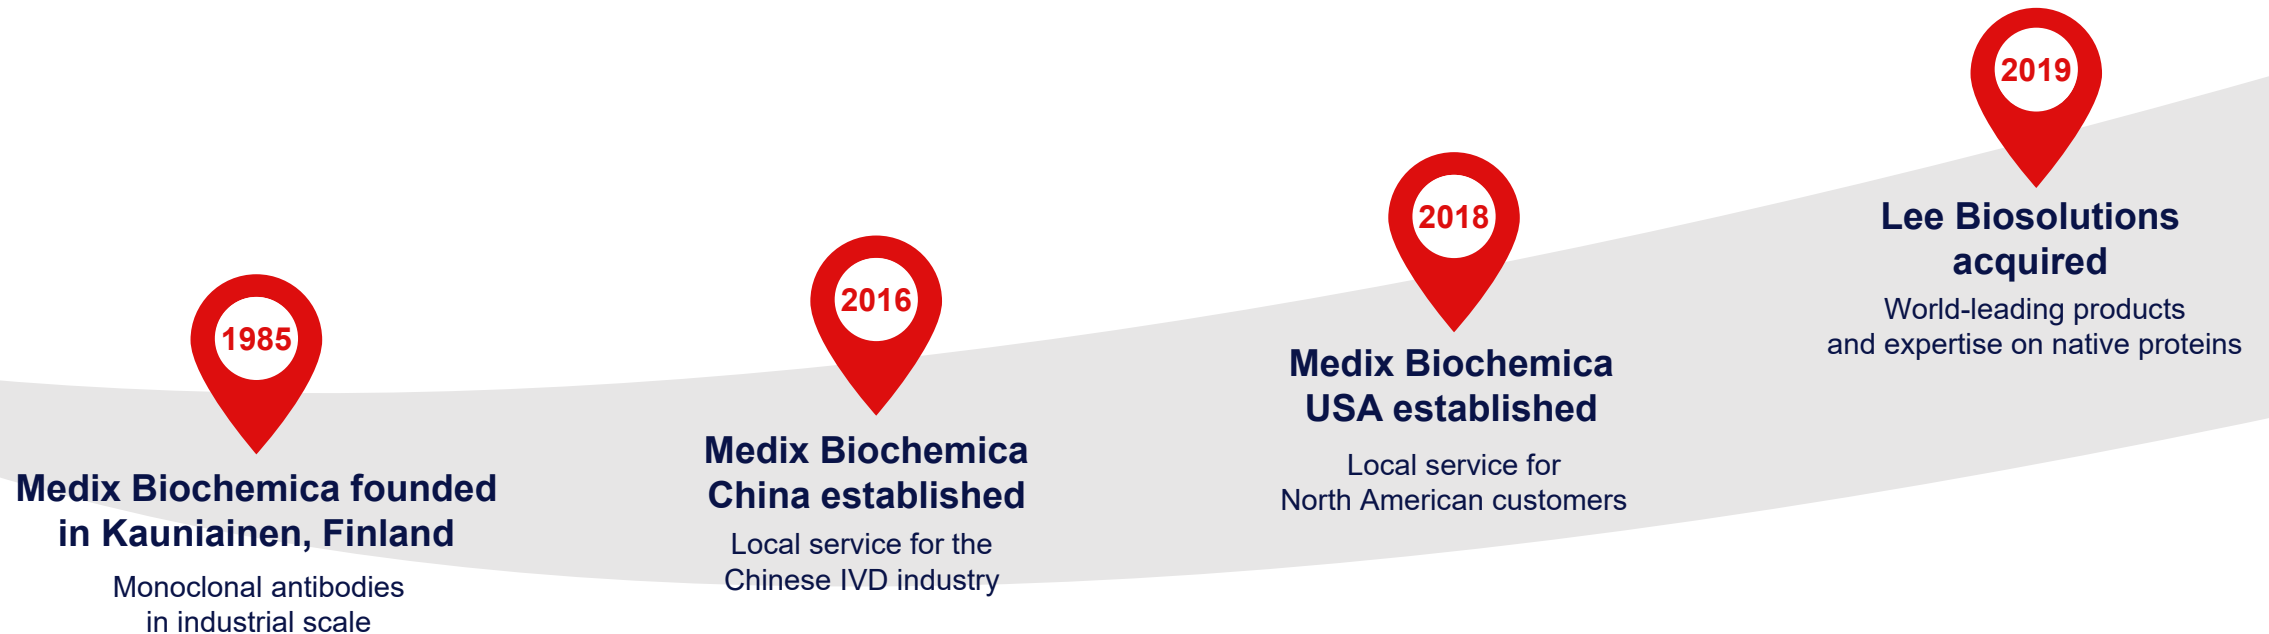 1985
Medix Biochemica founded
in Kauniainen, Finland
Monoclonal antibodies
in industrial scale
2016
Medix Biochemica
China established
Local service for the
Chinese IVD industry
2018
Medix Biochemica
USA established
Local service for
North American customers
2019
Lee Biosolutions
acquired
World-leading products
and expertise on native proteins